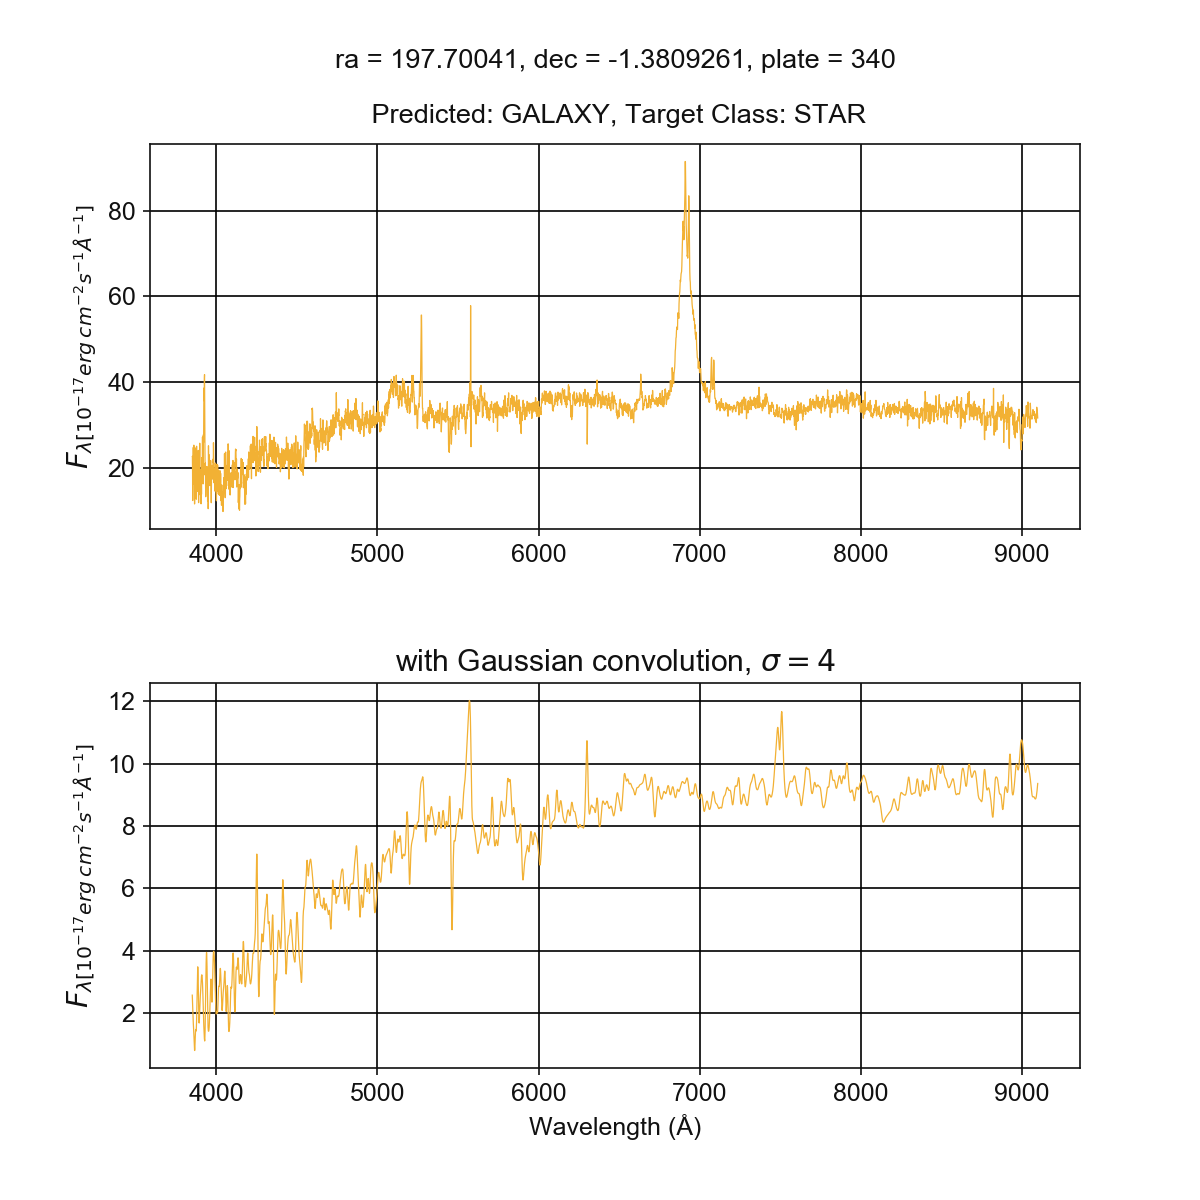 ra = 197.70041, dec = -1.3809261, plate = 340
Predicted: GALAXY, Target Class: STAR
F_λ[10⁻¹⁷erg cm⁻²s⁻¹Å⁻¹]
80
60
40
20
4000 5000 6000 7000 8000 9000
with Gaussian convolution, σ = 4
F_λ[10⁻¹⁷erg cm⁻²s⁻¹Å⁻¹]
12
10
8
6
4
2
4000 5000 6000 7000 8000 9000
Wavelength (Å)